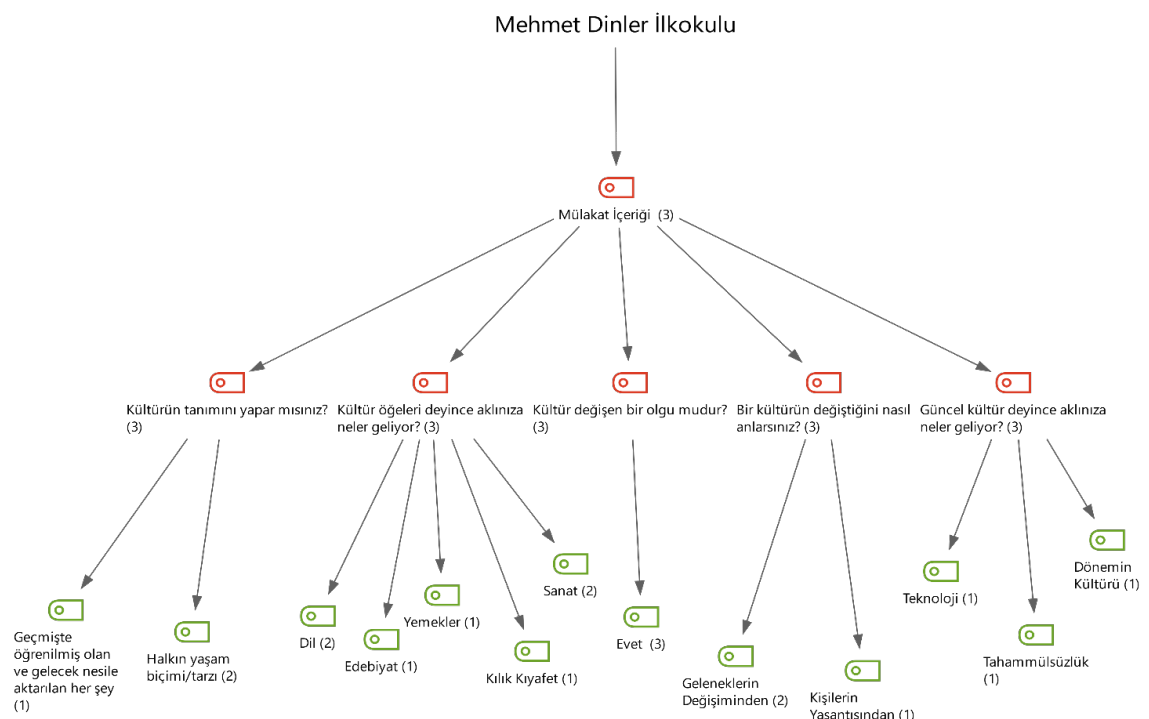 Mehmet Dinler İlkokulu
Mülakat İçeriği (3)
Kültürün tanımını yapar mısınız?
(3)
Kültür öğeleri deyince aklınıza
neler geliyor? (3)
Kültür değişen bir olgu mudur?
(3)
Bir kültürün değiştiğini nasıl
anlarsınız? (3)
Güncel kültür deyince aklınıza
neler geliyor? (3)
Geçmişte
öğrenilmiş olan
ve gelecek nesile
aktarılan her şey
(1)
Halkın yaşam
biçimi/tarzı (2)
Dil (2)
Edebiyat (1)
Yemekler (1)
Kılık Kıyafet (1)
Sanat (2)
Evet (3)
Geleneklerin
Değişiminden (2)
Kişilerin
Yaşantısından (1)
Teknoloji (1)
Tahammülsüzlük
(1)
Dönemin
Kültürü (1)